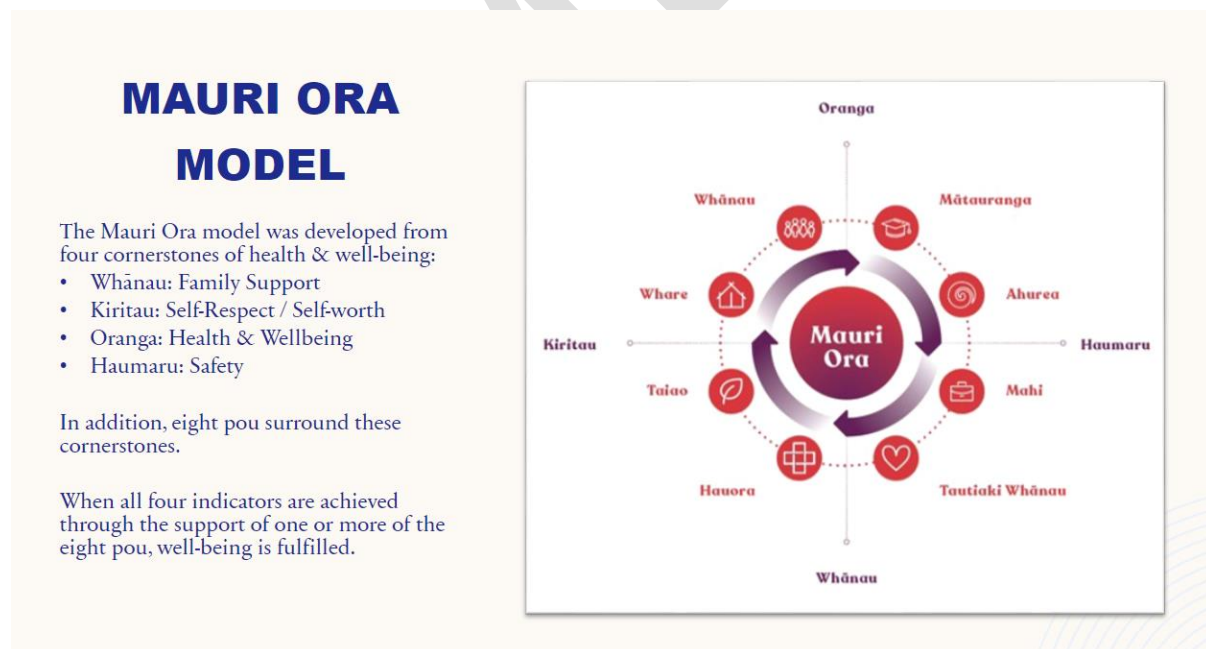 MAURI ORA
MODEL
The Mauri Ora model was developed from
four cornerstones of health & well-being:
• Whānau: Family Support
• Kiritau: Self-Respect / Self-worth
• Oranga: Health & Wellbeing
• Haumaru: Safety
In addition, eight pou surround these
cornerstones.
When all four indicators are achieved
through the support of one or more of the
eight pou, well-being is fulfilled.
Oranga
Whānau
Mātauranga
Whare
Ahurea
Kiritau
Mauri
Ora
Haumaru
Taiao
Mahi
Hauora
Tautiaki Whānau
Whānau